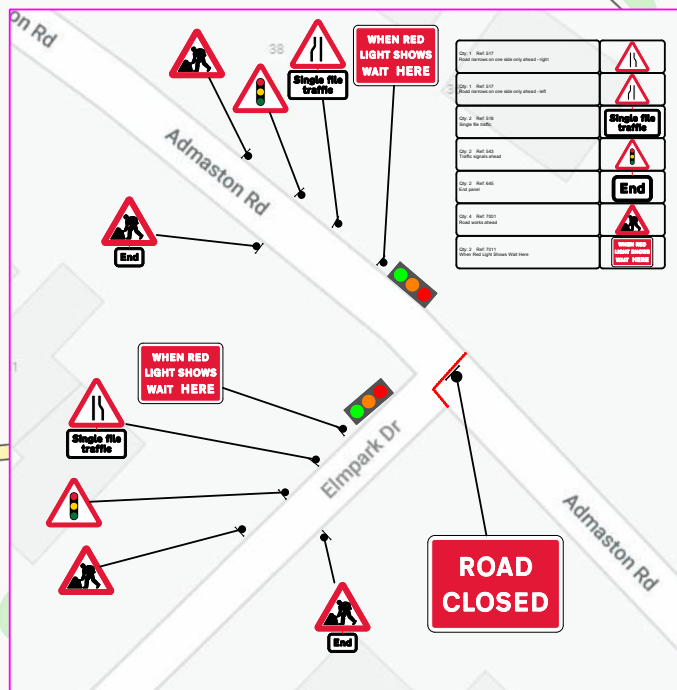 on Rd
38
WHEN RED
LIGHT SHOWS
WAIT HERE
Single file
traffic
Admaston Rd
End
WHEN RED
LIGHT SHOWS
WAIT HERE
Single file
traffic
Elmpark Dr
Admaston Rd
ROAD
CLOSED
End
Qty: 1 Ref: 517
Road narrows on one side only ahead - right
Qty: 1 Ref: 517
Road narrows on one side only ahead - left
Qty: 2 Ref: 518
Single file traffic
Single file
traffic
Qty: 2 Ref: 543
Traffic signals ahead
Qty: 2 Ref: 645
End panel
End
Qty: 4 Ref: 7001
Road works ahead
Qty: 2 Ref: 7011
When Red Light Shows Wait Here
WHEN RED
LIGHT SHOWS
WAIT HERE